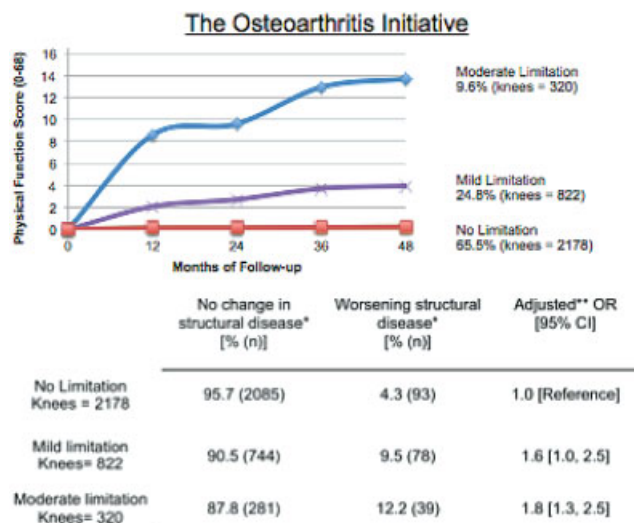 The Osteoarthritis Initiative
Physical Function Score (0-68)
16
14
12
10
8
6
4
2
0
0 12 24 36 48
Months of Follow-up
Moderate Limitation
9.6% (knees = 320)
Mild Limitation
24.8% (knees = 822)
No Limitation
65.5% (knees = 2178)
No change in structural disease* [% (n)]
Worsening structural disease* [% (n)]
Adjusted** OR [95% CI]
No Limitation
Knees = 2178
95.7 (2085) 4.3 (93) 1.0 [Reference]
Mild limitation
Knees= 822
90.5 (744) 9.5 (78) 1.6 [1.0, 2.5]
Moderate limitation
Knees= 320
87.8 (281) 12.2 (39) 1.8 [1.3, 2.5]